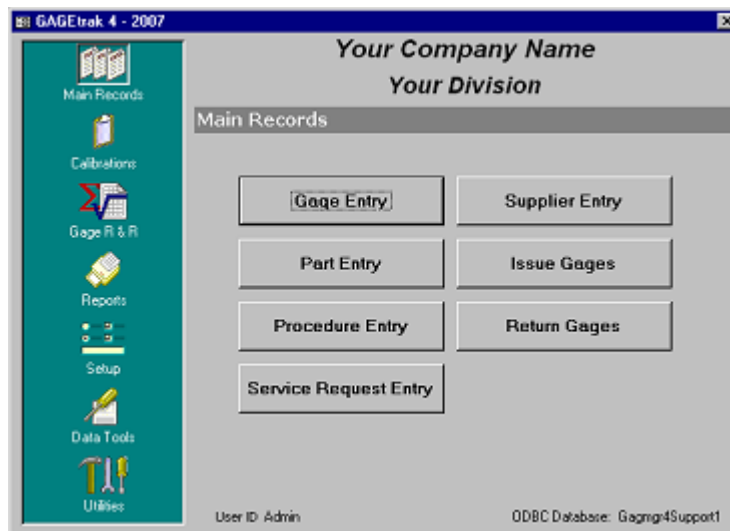 GAGEtrak 4 - 2007
Your Company Name
Your Division
Main Records
Main Records
Calibrations
Gage R & R
Reports
Setup
Data Tools
Utilities
Gage Entry
Supplier Entry
Part Entry
Issue Gages
Procedure Entry
Return Gages
Service Request Entry
User ID Admin
ODBC Database: Gagmgr4Support1